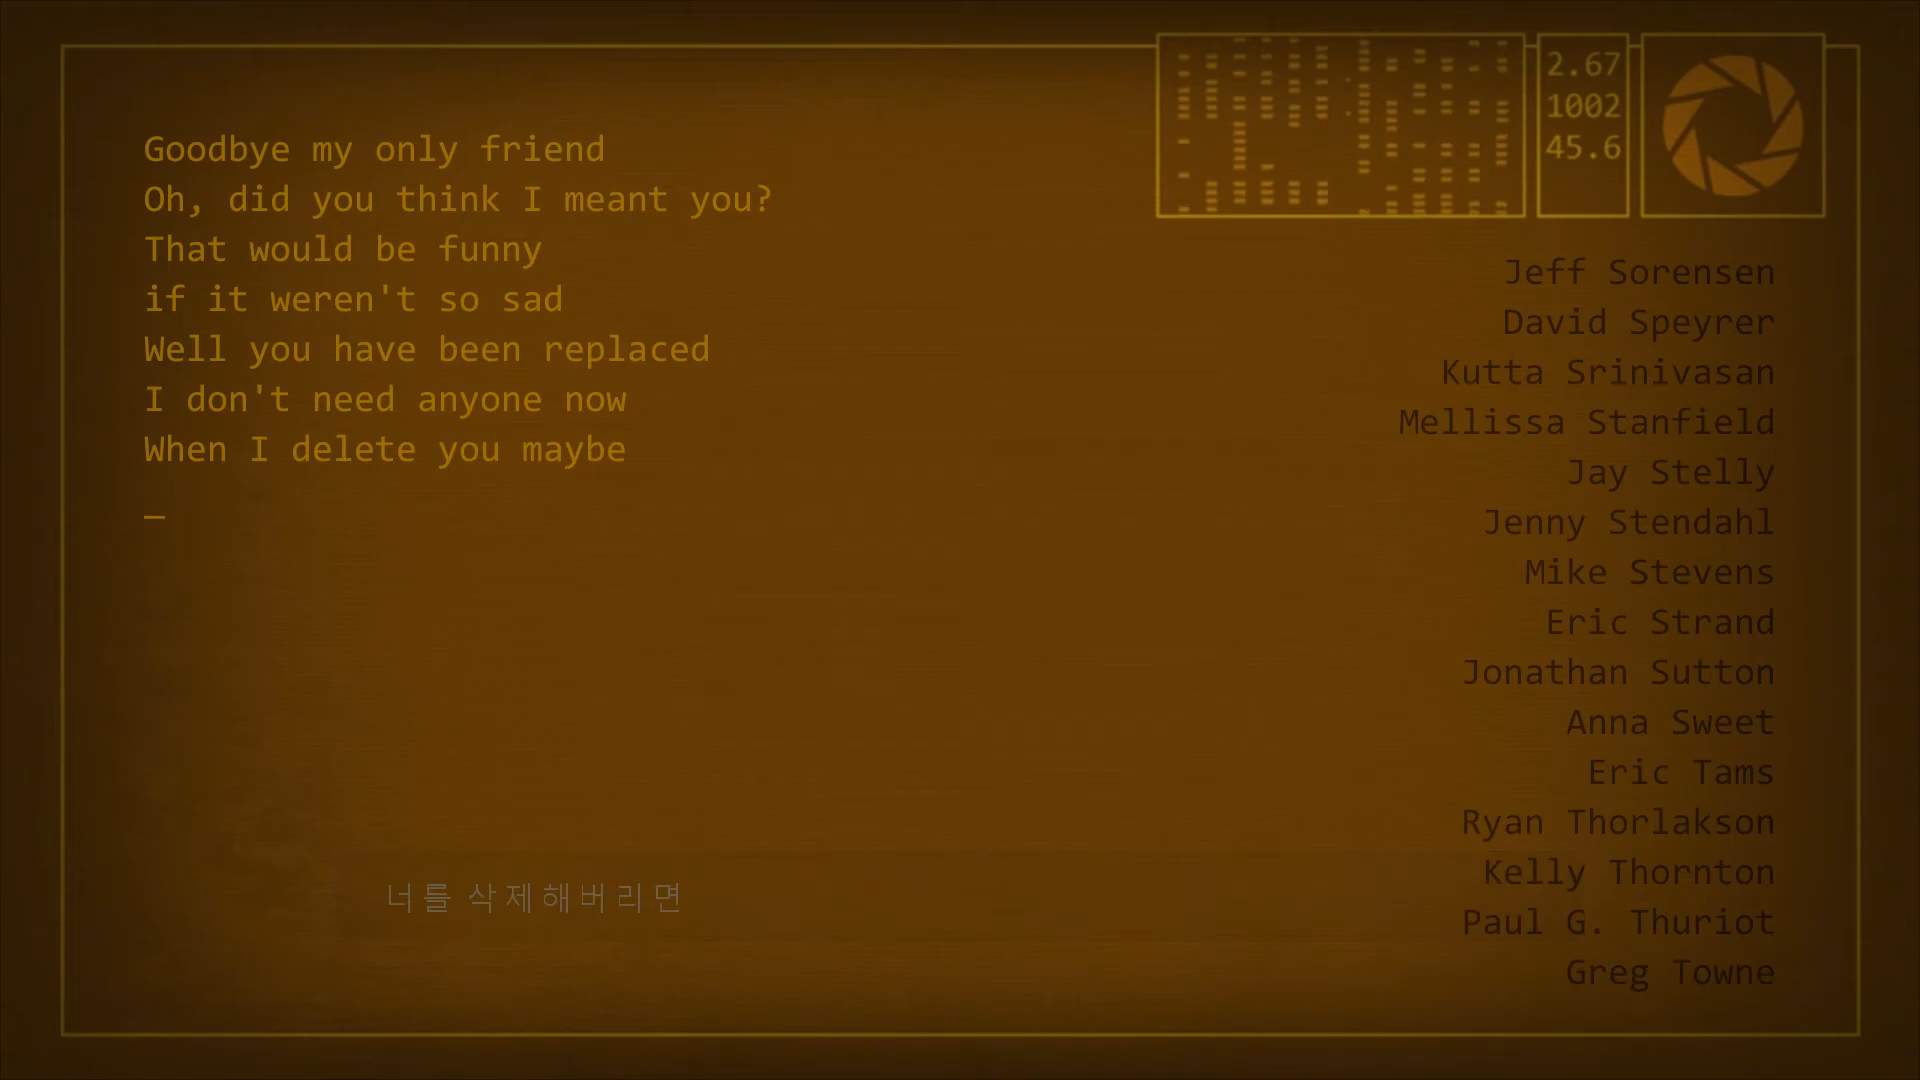 Goodbye my only friend
Oh, did you think I meant you?
That would be funny
if it weren't so sad
Well you have been replaced
I don't need anyone now
When I delete you maybe
_
2.67
1002
45.6
Jeff Sorensen
David Speyrer
Kutta Srinivasan
Mellissa Stanfield
Jay Stelly
Jenny Stendahl
Mike Stevens
Eric Strand
Jonathan Sutton
Anna Sweet
Eric Tams
Ryan Thorlakson
Kelly Thornton
Paul G. Thuriot
Greg Towne
너를 삭제해버리면